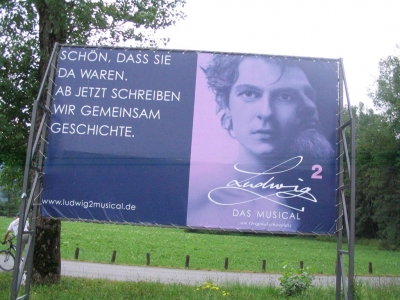 SCHÖN, DASS SIE
DA WAREN.
AB JETZT SCHREIBEN
WIR GEMEINSAM
GESCHICHTE.
www.ludwig2musical.de
Ludwig 2
DAS MUSICAL